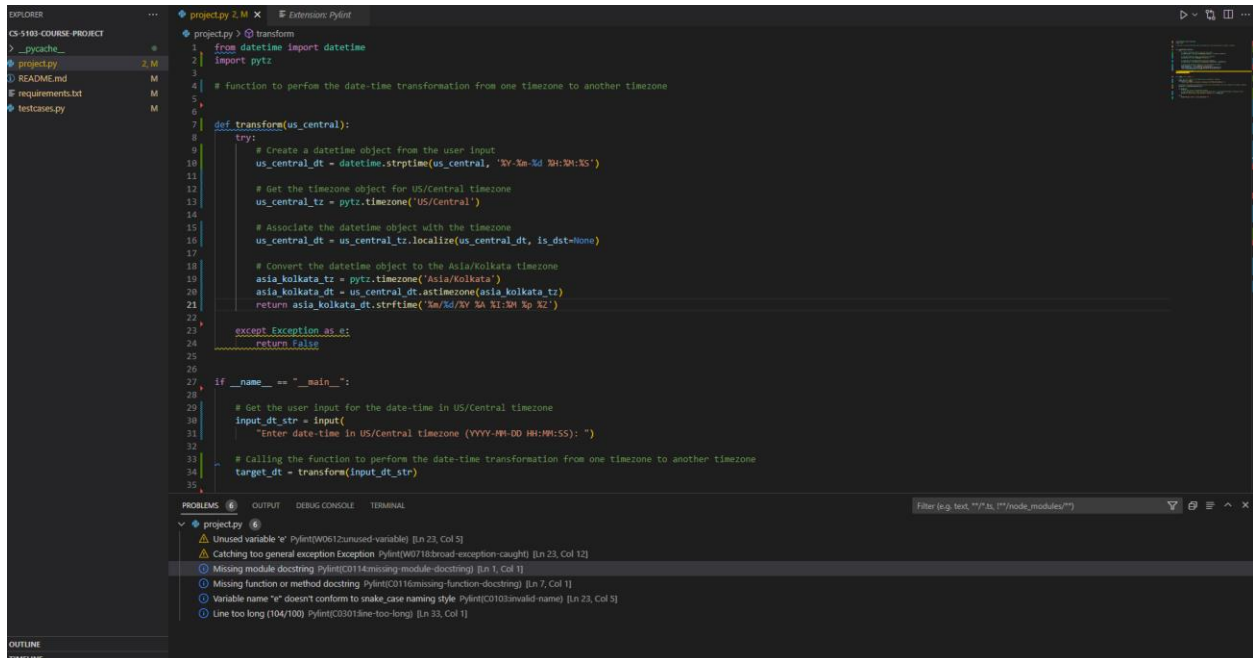 EXPLORER ...
CS-5103-COURSE-PROJECT
> __pycache__
project.py 2, M
README.md M
requirements.txt M
testcases.py M
OUTLINE
project.py 2, M × Extension: Pylint
project.py > transform
1 from datetime import datetime
2 import pytz
3
4 # function to perfom the date-time transformation from one timezone to another timezone
5
6
7 def transform(us_central):
8 try:
9 # Create a datetime object from the user input
10 us_central_dt = datetime.strptime(us_central, '%Y-%m-%d %H:%M:%S')
11
12 # Get the timezone object for US/Central timezone
13 us_central_tz = pytz.timezone('US/Central')
14
15 # Associate the datetime object with the timezone
16 us_central_dt = us_central_tz.localize(us_central_dt, is_dst=None)
17
18 # Convert the datetime object to the Asia/Kolkata timezone
19 asia_kolkata_tz = pytz.timezone('Asia/Kolkata')
20 asia_kolkata_dt = us_central_dt.astimezone(asia_kolkata_tz)
21 return asia_kolkata_dt.strftime('%m/%d/%Y %A %I:%M %p %Z')
22
23 except Exception as e:
24 return False
25
26
27 if __name__ == "__main__":
28
29 # Get the user input for the date-time in US/Central timezone
30 input_dt_str = input(
31 "Enter date-time in US/Central timezone (YYYY-MM-DD HH:MM:SS): ")
32
33 # Calling the function to perform the date-time transformation from one timezone to another timezone
34 target_dt = transform(input_dt_str)
35
PROBLEMS 6 OUTPUT DEBUG CONSOLE TERMINAL Filter (e.g. text, **/*.ts, !**/node_modules/**)
project.py 6
Unused variable 'e' Pylint(W0612:unused-variable) [Ln 23, Col 5]
Catching too general exception Exception Pylint(W0718:broad-exception-caught) [Ln 23, Col 12]
Missing module docstring Pylint(C0114:missing-module-docstring) [Ln 1, Col 1]
Missing function or method docstring Pylint(C0116:missing-function-docstring) [Ln 7, Col 1]
Variable name "e" doesn't conform to snake_case naming style Pylint(C0103:invalid-name) [Ln 23, Col 5]
Line too long (104/100) Pylint(C0301:line-too-long) [Ln 33, Col 1]